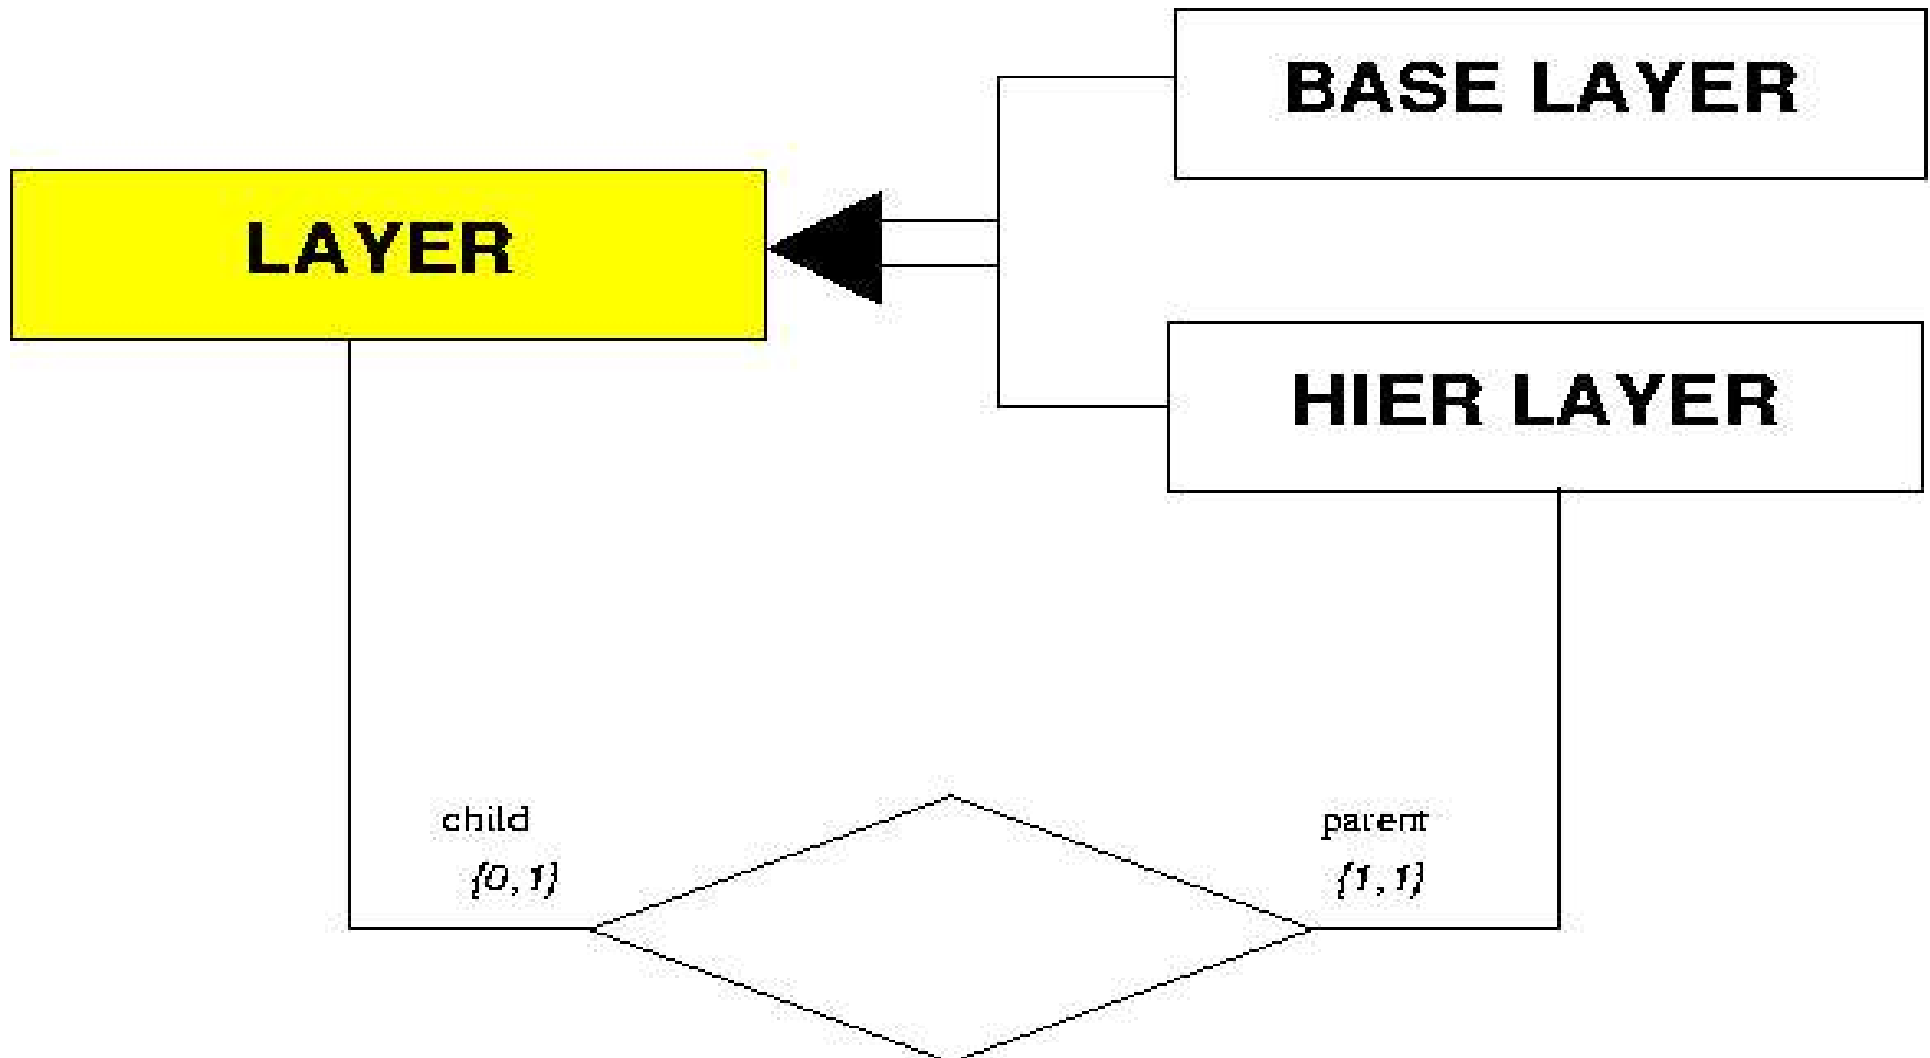 BASE LAYER
LAYER
HIER LAYER
child
parent
{0,1}
{1,1}